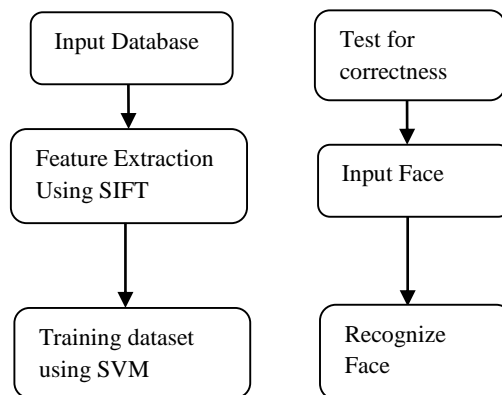 Input Database
Feature Extraction
Using SIFT
Training dataset
using SVM
Test for
correctness
Input Face
Recognize
Face